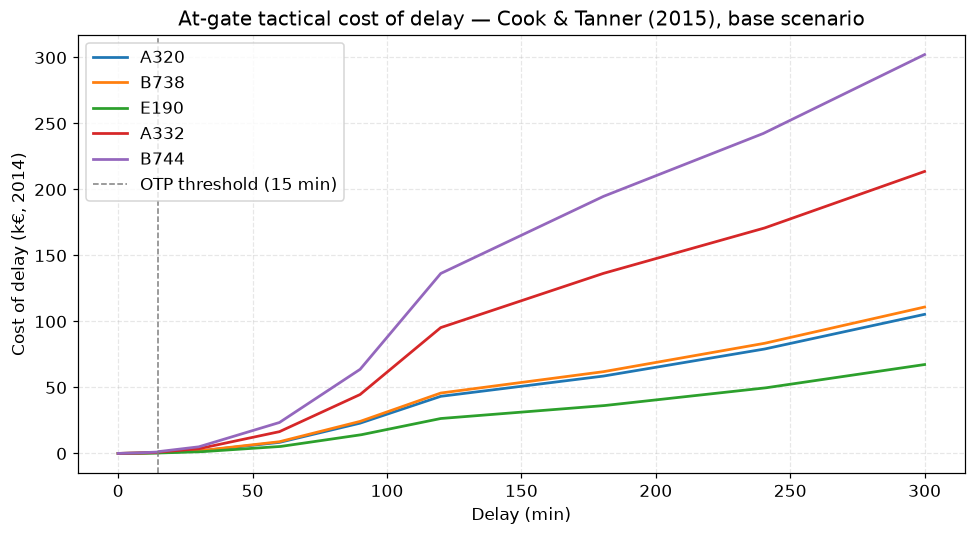 At-gate tactical cost of delay — Cook & Tanner (2015), base scenario
Cost of delay (k€, 2014)
300
250
200
150
100
50
0
A320
B738
E190
A332
B744
OTP threshold (15 min)
0 50 100 150 200 250 300
Delay (min)